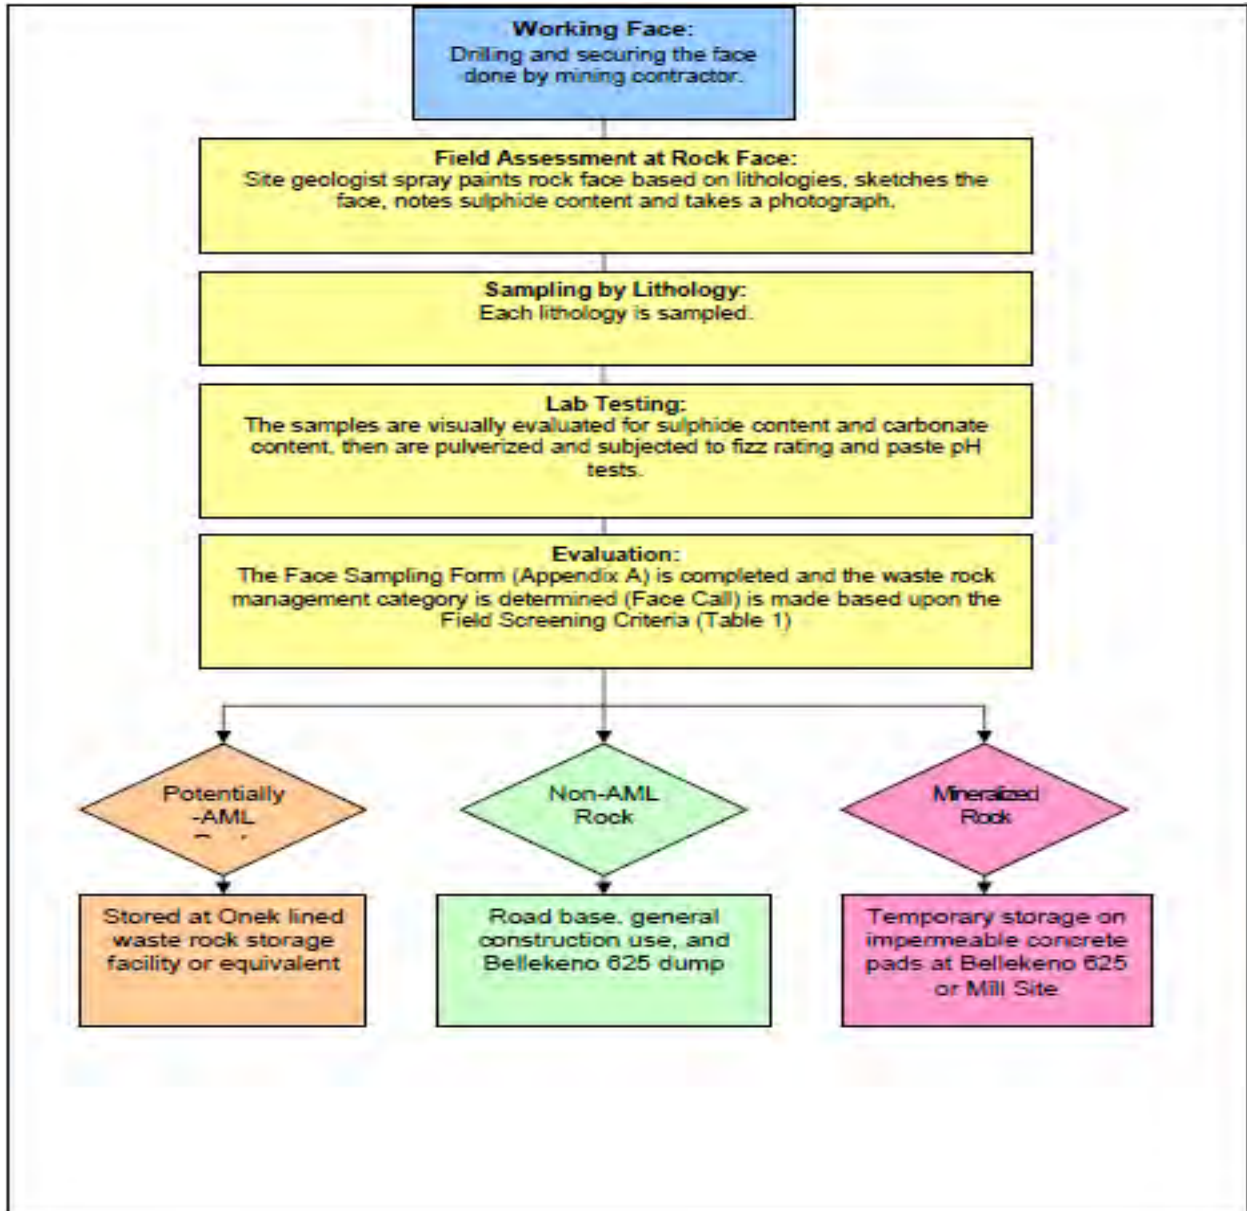 Working Face:
Drilling and securing the face
done by mining contractor.
Field Assessment at Rock Face:
Site geologist spray paints rock face based on lithologies, sketches the
face, notes sulphide content and takes a photograph.
Sampling by Lithology:
Each lithology is sampled.
Lab Testing:
The samples are visually evaluated for sulphide content and carbonate
content, then are pulverized and subjected to fizz rating and paste pH
tests.
Evaluation:
The Face Sampling Form (Appendix A) is completed and the waste rock
management category is determined (Face Call) is made based upon the
Field Screening Criteria (Table 1)
Potentially
-AML
Non-AML
Rock
Mineralized
Rock
Stored at Onek lined
waste rock storage
facility or equivalent
Road base, general
construction use, and
Bellekeno 625 dump
Temporary storage on
impermeable concrete
pads at Bellekeno 625
or Mill Site